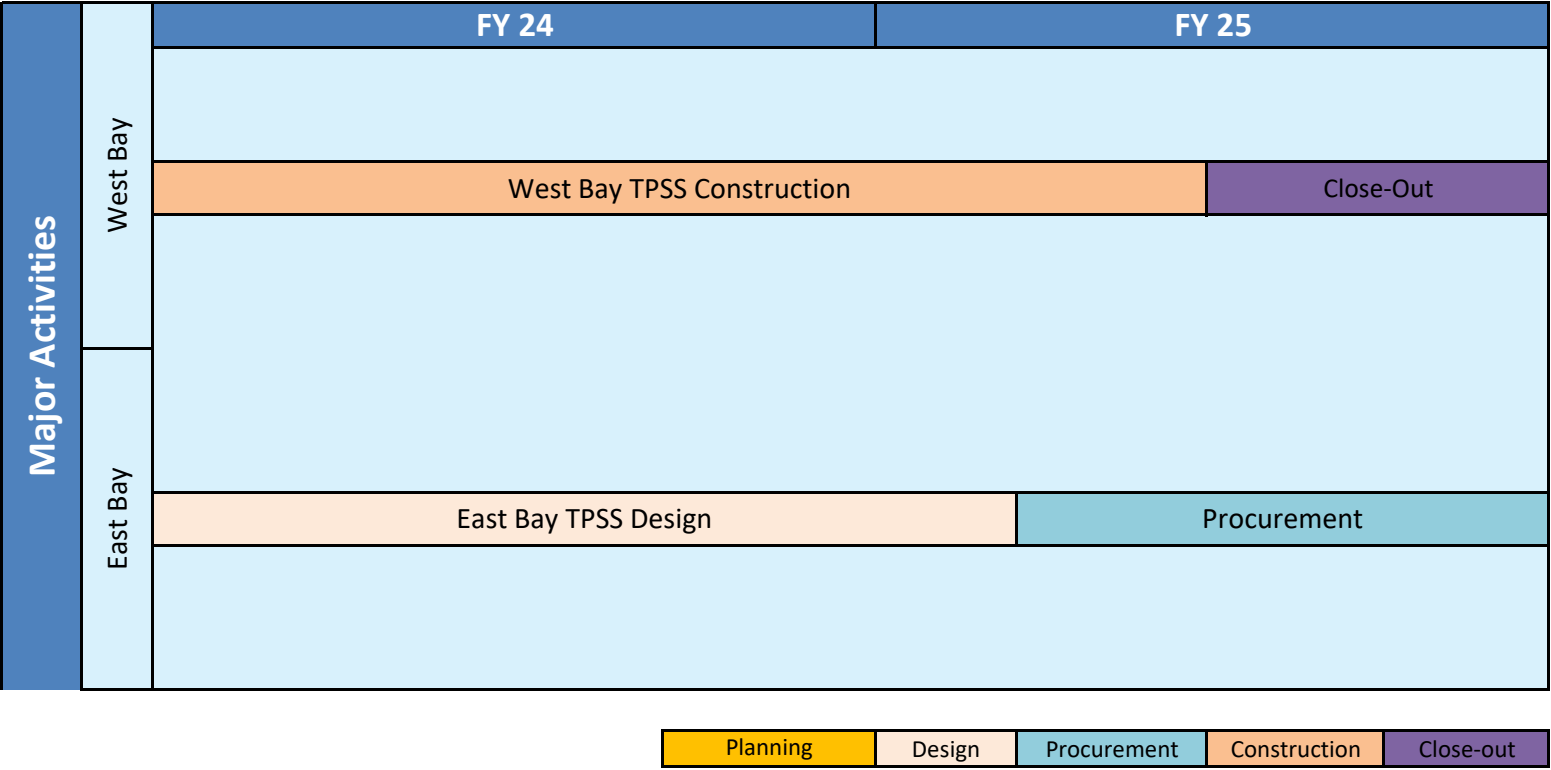 Major Activities
West Bay
East Bay
FY 24
FY 25
West Bay TPSS Construction
Close-Out
East Bay TPSS Design
Procurement
Planning
Design
Procurement
Construction
Close-out